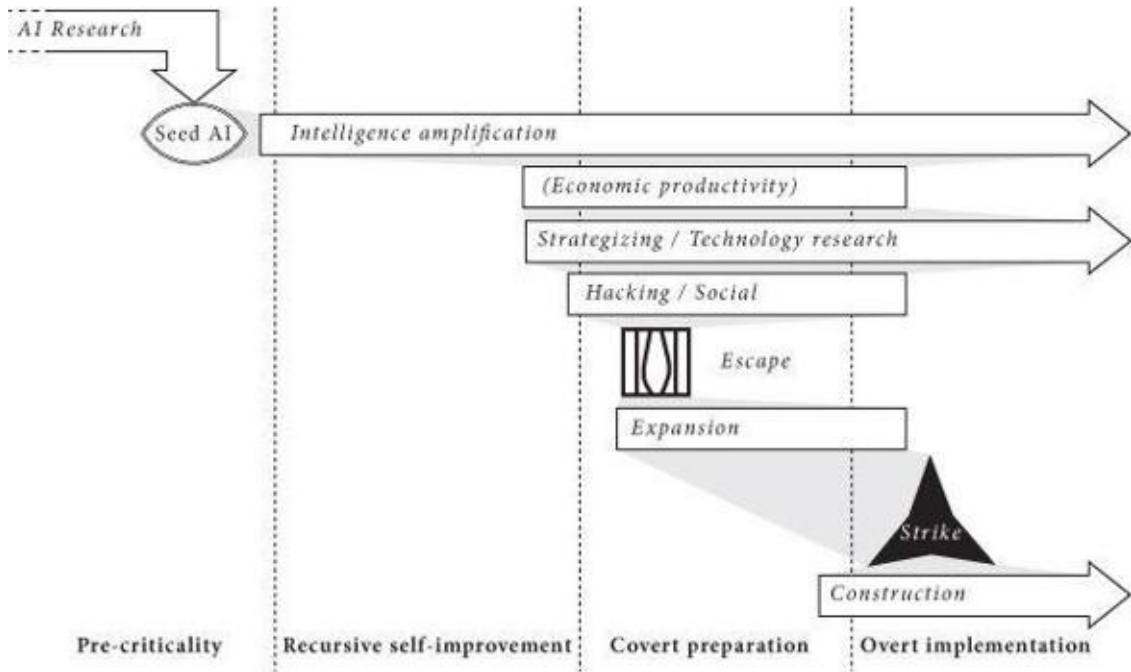 AI Research
Seed AI
Intelligence amplification
(Economic productivity)
Strategizing / Technology research
Hacking / Social
Escape
Expansion
Strike
Construction
Pre-criticality
Recursive self-improvement
Covert preparation
Overt implementation